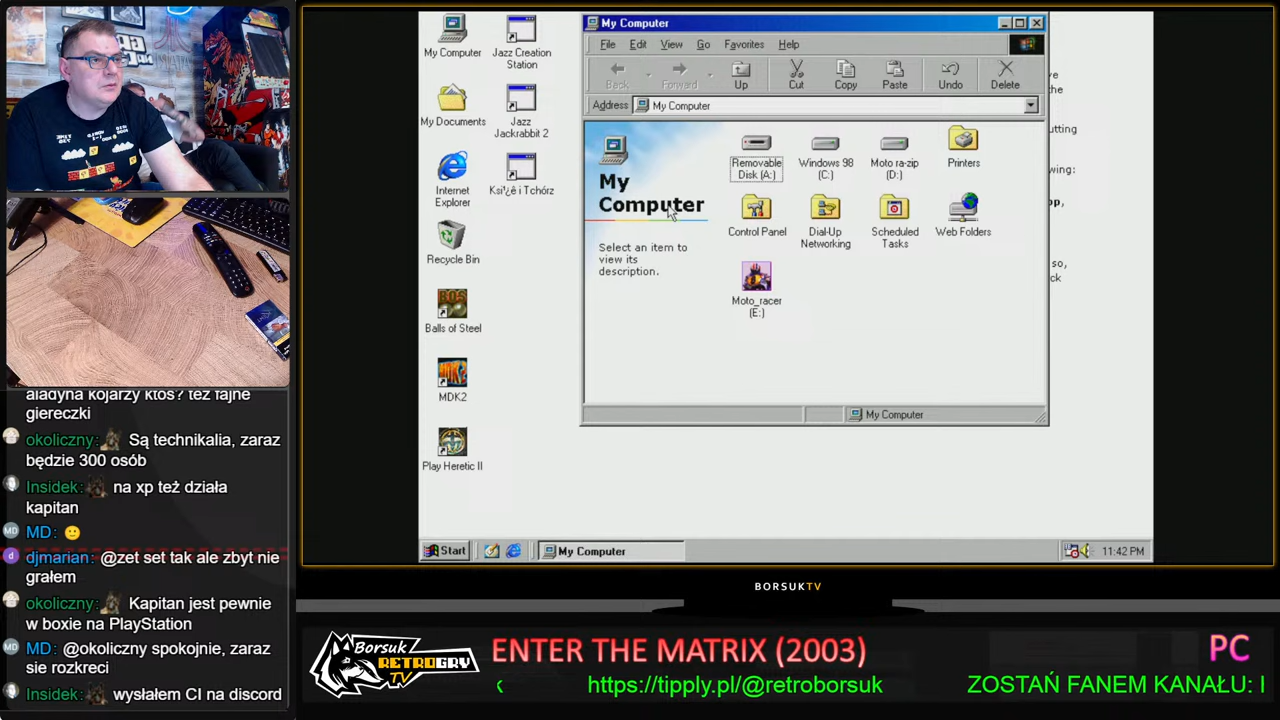 My Computer
File Edit View Go Favorites Help
Back Forward Up Cut Copy Paste Undo Delete
Address My Computer
My
Computer
Select an item to
view its
description.
Removable
Disk (A:)
Windows 98
(C:)
Moto ra-zip
(D:)
Printers
Control Panel
Dial-Up
Networking
Scheduled
Tasks
Web Folders
Moto_racer
(E:)
My Computer
My Computer
Jazz Creation
Station
My Documents
Jazz
Jackrabbit 2
Internet
Explorer
Ksi¹¿ê i Tchórz
Recycle Bin
Balls of Steel
MDK2
Play Heretic II
Start
My Computer
11:42 PM
aladyna kojarzy ktoś? też fajne
giereczki
okoliczny: Są technikalia, zaraz
będzie 300 osób
Insidek: na xp też działa
kapitan
MD: 🙂
djmarian: @zet set tak ale zbyt nie
grałem
okoliczny: Kapitan jest pewnie
w boxie na PlayStation
MD: @okoliczny spokojnie, zaraz
sie rozkreci
Insidek: wysłałem CI na discord
BORSUKTV
Borsuk
RETROGRY
TV
ENTER THE MATRIX (2003)
PC
k https://tipply.pl/@retroborsuk ZOSTAŃ FANEM KANAŁU: I